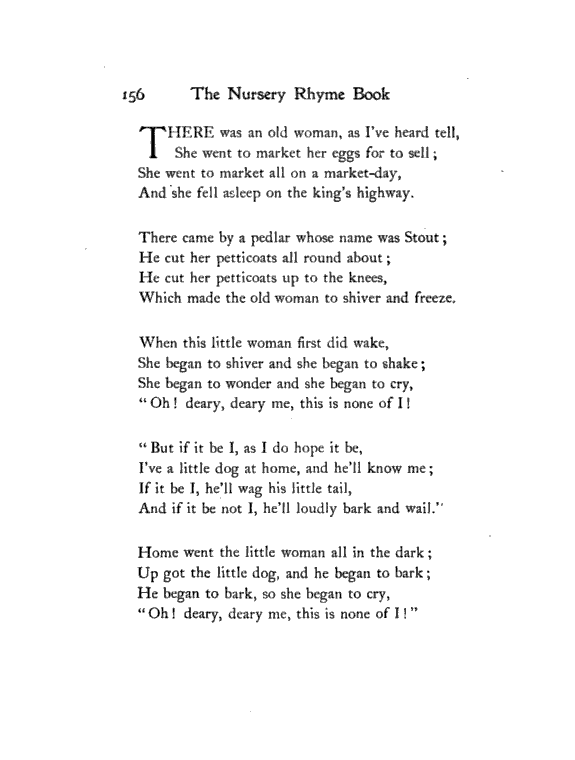 156 The Nursery Rhyme Book
THERE was an old woman, as I've heard tell,
She went to market her eggs for to sell ;
She went to market all on a market-day,
And she fell asleep on the king's highway.
There came by a pedlar whose name was Stout ;
He cut her petticoats all round about ;
He cut her petticoats up to the knees,
Which made the old woman to shiver and freeze.
When this little woman first did wake,
She began to shiver and she began to shake ;
She began to wonder and she began to cry,
“ Oh ! deary, deary me, this is none of I !
“ But if it be I, as I do hope it be,
I've a little dog at home, and he'll know me ;
If it be I, he'll wag his little tail,
And if it be not I, he'll loudly bark and wail.”
Home went the little woman all in the dark ;
Up got the little dog, and he began to bark ;
He began to bark, so she began to cry,
“ Oh ! deary, deary me, this is none of I ! ”